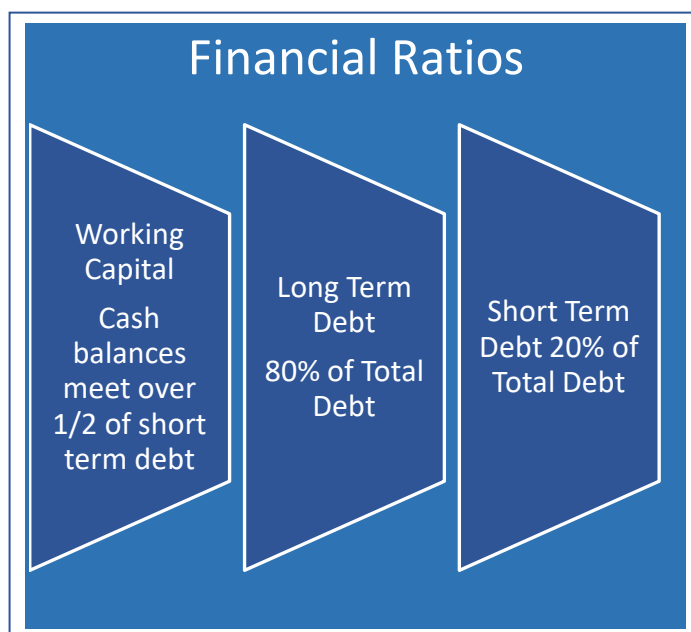 Financial Ratios
Working
Capital
Cash
balances
meet over
1/2 of short
term debt
Long Term
Debt
80% of Total
Debt
Short Term
Debt 20% of
Total Debt